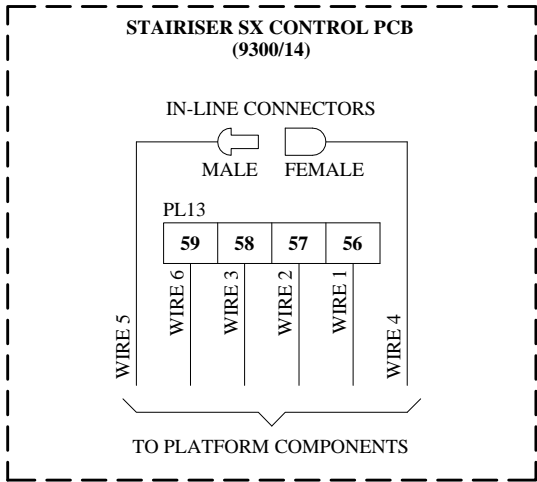 STAIRISER SX CONTROL PCB
(9300/14)
IN-LINE CONNECTORS
MALE FEMALE
PL13
59 58 57 56
WIRE 5 WIRE 6 WIRE 3 WIRE 2 WIRE 1 WIRE 4
TO PLATFORM COMPONENTS